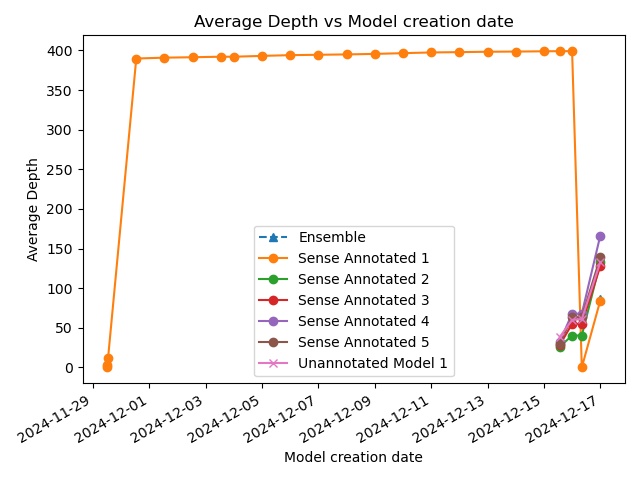 Average Depth vs Model creation date
400
350
300
250
200
150
100
50
0
Average Depth
Ensemble
Sense Annotated 1
Sense Annotated 2
Sense Annotated 3
Sense Annotated 4
Sense Annotated 5
Unannotated Model 1
2024-11-29
2024-12-01
2024-12-03
2024-12-05
2024-12-07
2024-12-09
2024-12-11
2024-12-13
2024-12-15
2024-12-17
Model creation date